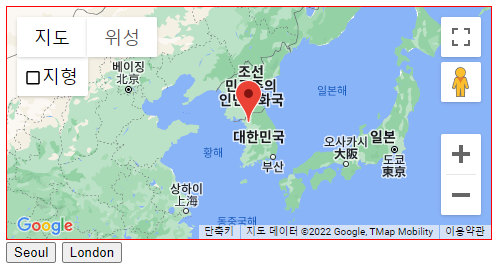 지도 위성
지형
베이징
北京
조선
민주주의
인민공화국
일본해
대한민국
황해
부산
오사카시
大阪
일본
도쿄
東京
상하이
上海
동중국해
Google
단축키 지도 데이터 ©2022 Google, TMap Mobility 이용약관
Seoul London